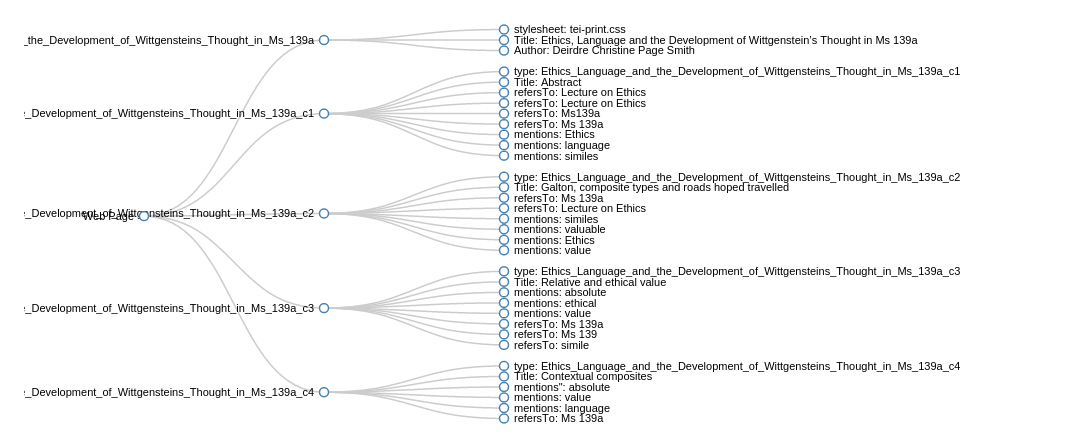 _the_Development_of_Wittgensteins_Thought_in_Ms_139a
stylesheet: tei-print.css
Title: Ethics, Language and the Development of Wittgenstein's Thought in Ms 139a
Author: Deirdre Christine Page Smith
_Development_of_Wittgensteins_Thought_in_Ms_139a_c1
type: Ethics_Language_and_the_Development_of_Wittgensteins_Thought_in_Ms_139a_c1
Title: Abstract
refersTo: Lecture on Ethics
refersTo: Lecture on Ethics
refersTo: Ms139a
refersTo: Ms 139a
mentions: Ethics
mentions: language
mentions: similes
Web Page
_Development_of_Wittgensteins_Thought_in_Ms_139a_c2
type: Ethics_Language_and_the_Development_of_Wittgensteins_Thought_in_Ms_139a_c2
Title: Galton, composite types and roads hoped travelled
refersTo: Ms 139a
refersTo: Lecture on Ethics
mentions: similes
mentions: valuable
mentions: Ethics
mentions: value
_Development_of_Wittgensteins_Thought_in_Ms_139a_c3
type: Ethics_Language_and_the_Development_of_Wittgensteins_Thought_in_Ms_139a_c3
Title: Relative and ethical value
mentions: absolute
mentions: ethical
mentions: value
refersTo: Ms 139a
refersTo: Ms 139
refersTo: simile
_Development_of_Wittgensteins_Thought_in_Ms_139a_c4
type: Ethics_Language_and_the_Development_of_Wittgensteins_Thought_in_Ms_139a_c4
Title: Contextual composites
mentions": absolute
mentions: value
mentions: language
refersTo: Ms 139a